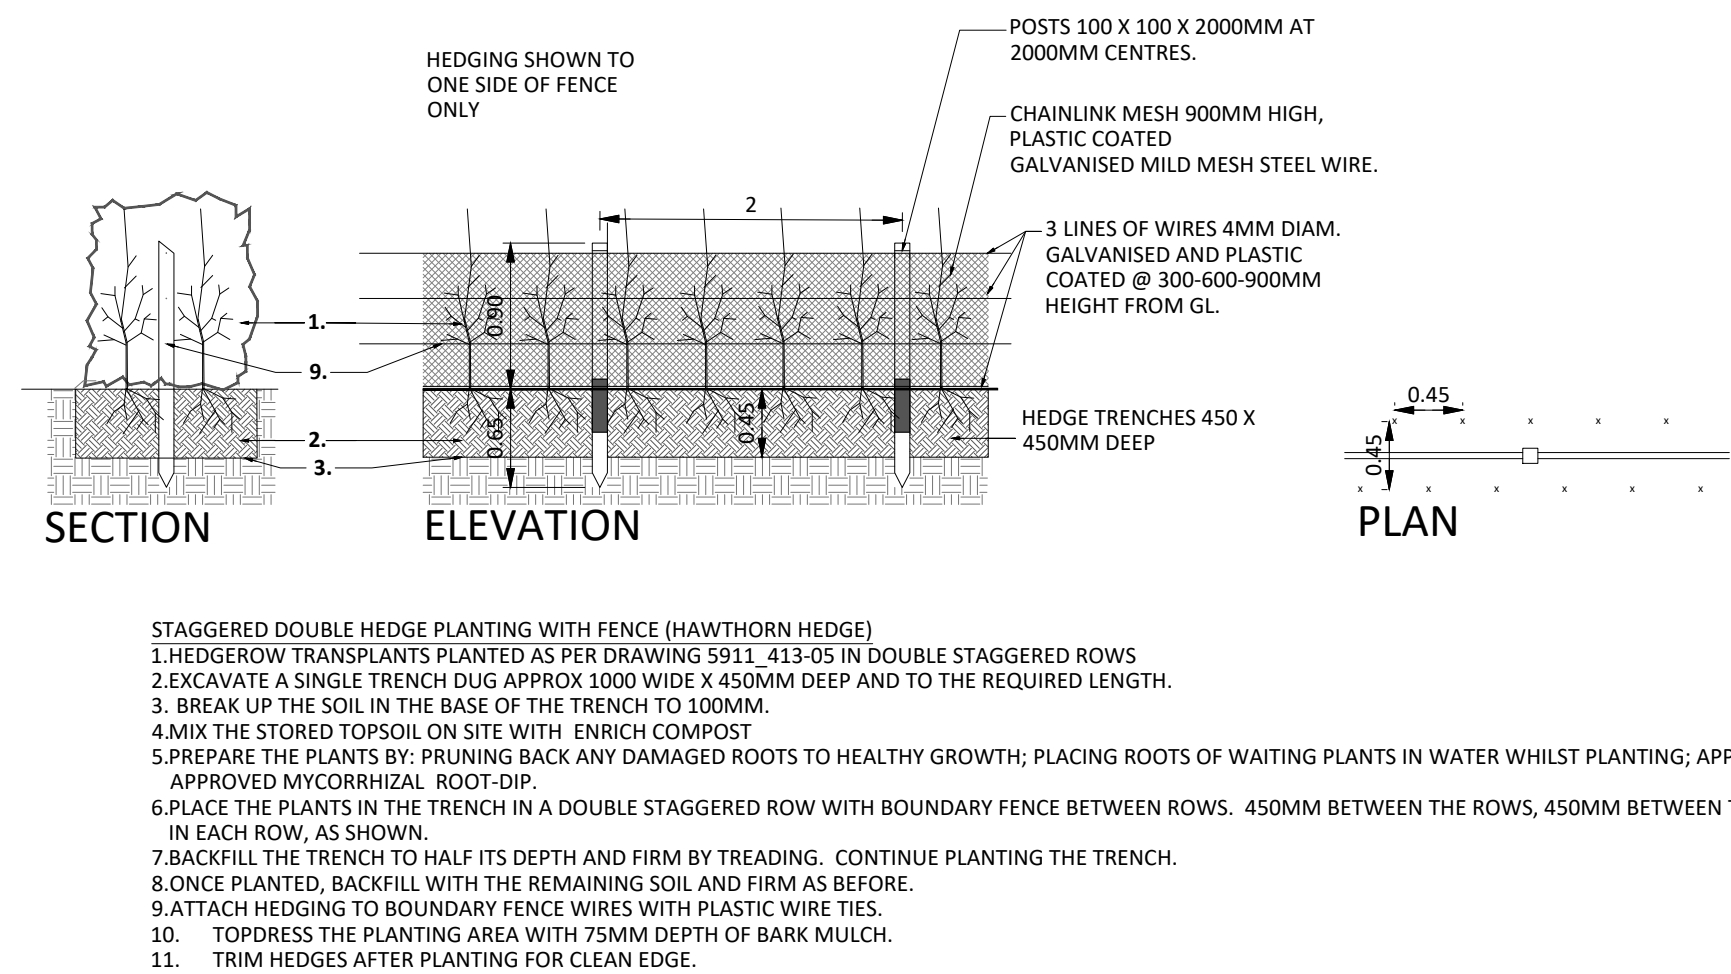 POSTS 100 X 100 X 2000MM AT
2000MM CENTRES.
HEDGING SHOWN TO
ONE SIDE OF FENCE
ONLY
CHAINLINK MESH 900MM HIGH,
PLASTIC COATED
GALVANISED MILD MESH STEEL WIRE.
2
3 LINES OF WIRES 4MM DIAM.
GALVANISED AND PLASTIC
COATED @ 300-600-900MM
HEIGHT FROM GL.
0.90
1.
9.
0.65
0.45
2.
3.
HEDGE TRENCHES 450 X
450MM DEEP
0.45
0.45
x x x x x
x x x x x x
SECTION
ELEVATION
PLAN
STAGGERED DOUBLE HEDGE PLANTING WITH FENCE (HAWTHORN HEDGE)
1.HEDGEROW TRANSPLANTS PLANTED AS PER DRAWING 5911_413-05 IN DOUBLE STAGGERED ROWS
2.EXCAVATE A SINGLE TRENCH DUG APPROX 1000 WIDE X 450MM DEEP AND TO THE REQUIRED LENGTH.
3. BREAK UP THE SOIL IN THE BASE OF THE TRENCH TO 100MM.
4.MIX THE STORED TOPSOIL ON SITE WITH ENRICH COMPOST
5.PREPARE THE PLANTS BY: PRUNING BACK ANY DAMAGED ROOTS TO HEALTHY GROWTH; PLACING ROOTS OF WAITING PLANTS IN WATER WHILST PLANTING;
APPROVED MYCORRHIZAL ROOT-DIP.
6.PLACE THE PLANTS IN THE TRENCH IN A DOUBLE STAGGERED ROW WITH BOUNDARY FENCE BETWEEN ROWS. 450MM BETWEEN THE ROWS, 450MM BETWEEN
IN EACH ROW, AS SHOWN.
7.BACKFILL THE TRENCH TO HALF ITS DEPTH AND FIRM BY TREADING. CONTINUE PLANTING THE TRENCH.
8.ONCE PLANTED, BACKFILL WITH THE REMAINING SOIL AND FIRM AS BEFORE.
9.ATTACH HEDGING TO BOUNDARY FENCE WIRES WITH PLASTIC WIRE TIES.
10. TOPDRESS THE PLANTING AREA WITH 75MM DEPTH OF BARK MULCH.
11. TRIM HEDGES AFTER PLANTING FOR CLEAN EDGE.